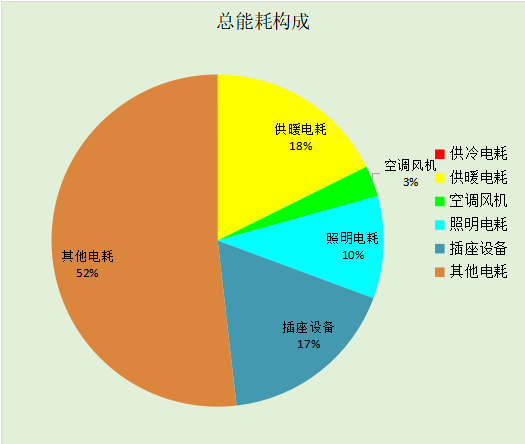 总能耗构成
供暖电耗
18%
空调风机
3%
照明电耗
10%
插座设备
17%
其他电耗
52%
供冷电耗
供暖电耗
空调风机
照明电耗
插座设备
其他电耗